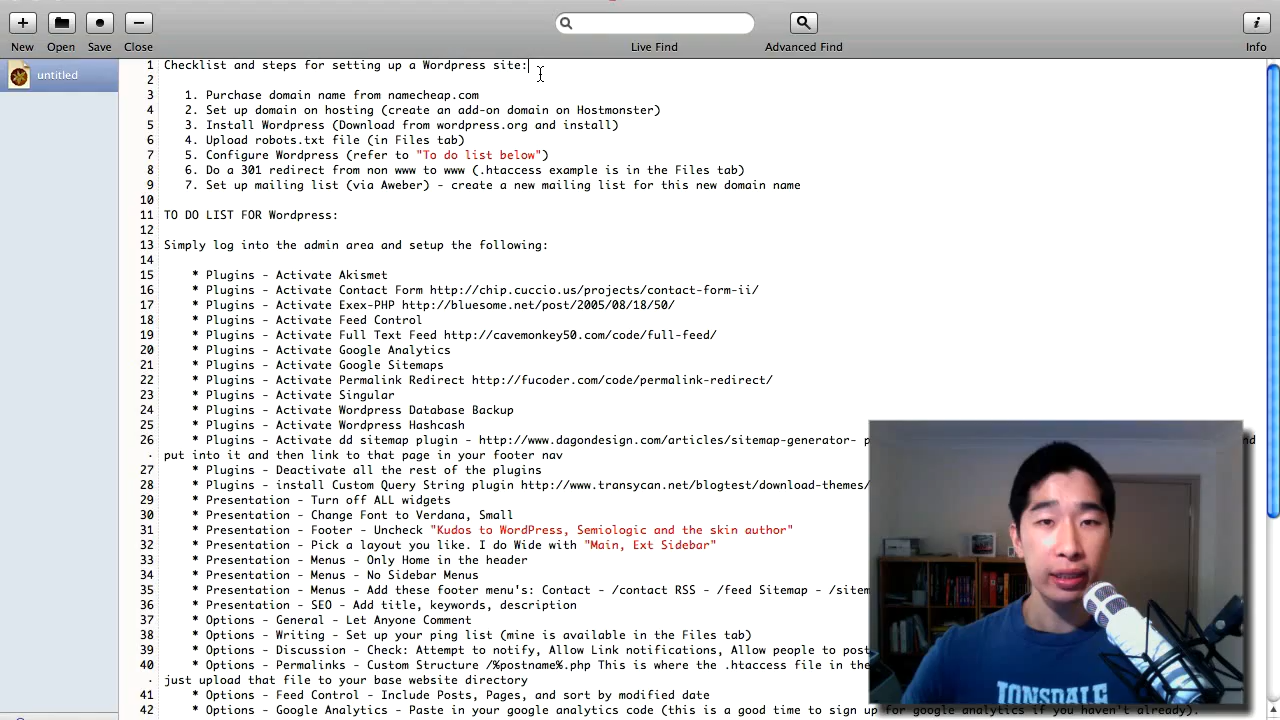 New Open Save Close Live Find Advanced Find Info
untitled
1 Checklist and steps for setting up a Wordpress site:
2
3 1. Purchase domain name from namecheap.com
4 2. Set up domain on hosting (create an add-on domain on Hostmonster)
5 3. Install Wordpress (Download from wordpress.org and install)
6 4. Upload robots.txt file (in Files tab)
7 5. Configure Wordpress (refer to "To do list below")
8 6. Do a 301 redirect from non www to www (.htaccess example is in the Files tab)
9 7. Set up mailing list (via Aweber) - create a new mailing list for this new domain name
10
11 TO DO LIST FOR Wordpress:
12
13 Simply log into the admin area and setup the following:
14
15 * Plugins - Activate Akismet
16 * Plugins - Activate Contact Form http://chip.cuccio.us/projects/contact-form-ii/
17 * Plugins - Activate Exex-PHP http://bluesome.net/post/2005/08/18/50/
18 * Plugins - Activate Feed Control
19 * Plugins - Activate Full Text Feed http://cavemonkey50.com/code/full-feed/
20 * Plugins - Activate Google Analytics
21 * Plugins - Activate Google Sitemaps
22 * Plugins - Activate Permalink Redirect http://fucoder.com/code/permalink-redirect/
23 * Plugins - Activate Singular
24 * Plugins - Activate Wordpress Database Backup
25 * Plugins - Activate Wordpress Hashcash
26 * Plugins - Activate dd sitemap plugin - http://www.dagondesign.com/articles/sitemap-generator-
put into it and then link to that page in your footer nav
27 * Plugins - Deactivate all the rest of the plugins
28 * Plugins - install Custom Query String plugin http://www.transycan.net/blogtest/download-themes/
29 * Presentation - Turn off ALL widgets
30 * Presentation - Change Font to Verdana, Small
31 * Presentation - Footer - Uncheck "Kudos to WordPress, Semiologic and the skin author"
32 * Presentation - Pick a layout you like. I do Wide with "Main, Ext Sidebar"
33 * Presentation - Menus - Only Home in the header
34 * Presentation - Menus - No Sidebar Menus
35 * Presentation - Menus - Add these footer menu's: Contact - /contact RSS - /feed Sitemap - /sitem
36 * Presentation - SEO - Add title, keywords, description
37 * Options - General - Let Anyone Comment
38 * Options - Writing - Set up your ping list (mine is available in the Files tab)
39 * Options - Discussion - Check: Attempt to notify, Allow Link notifications, Allow people to post
40 * Options - Permalinks - Custom Structure /%postname%.php This is where the .htaccess file in the
just upload that file to your base website directory
41 * Options - Feed Control - Include Posts, Pages, and sort by modified date
42 * Options - Google Analytics - Paste in your google analytics code (this is a good time to sign up for google analytics if you haven't already).
LONSDALE